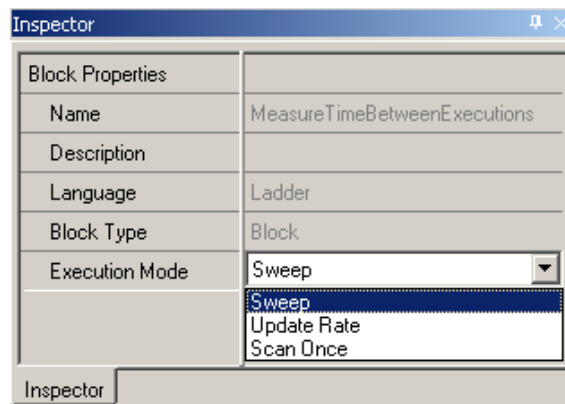 Inspector
Block Properties
Name MeasureTimeBetweenExecutions
Description
Language Ladder
Block Type Block
Execution Mode Sweep
Sweep
Update Rate
Scan Once
Inspector